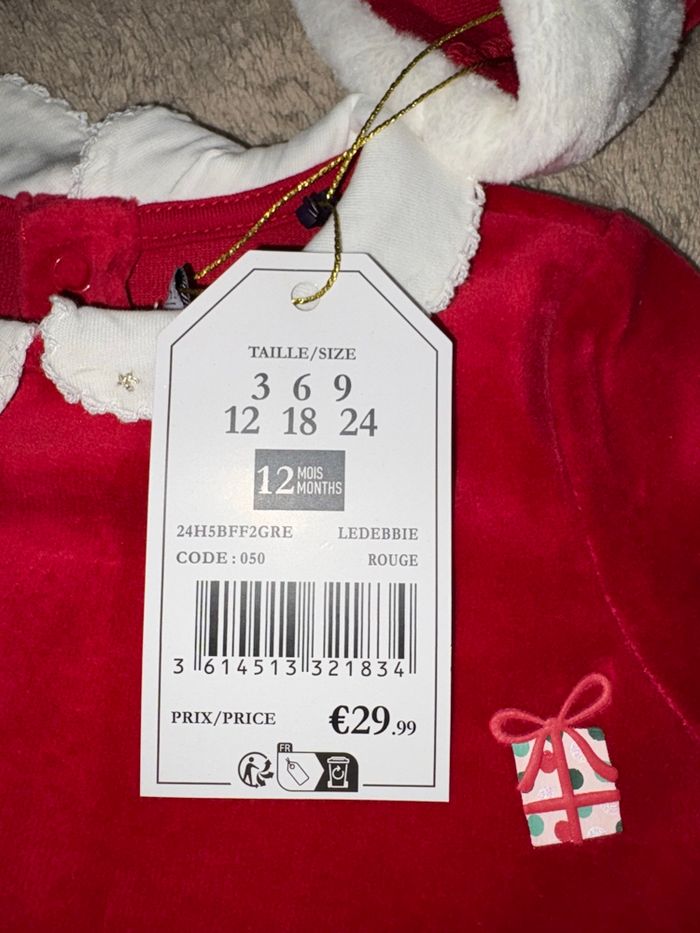 TAILLE/SIZE
3 6 9
12 18 24
12 MOIS
MONTHS
24H5BFF2GRE LEDEBBIE
CODE : 050 ROUGE
3 614513 321834
PRIX/PRICE €29.99
FR